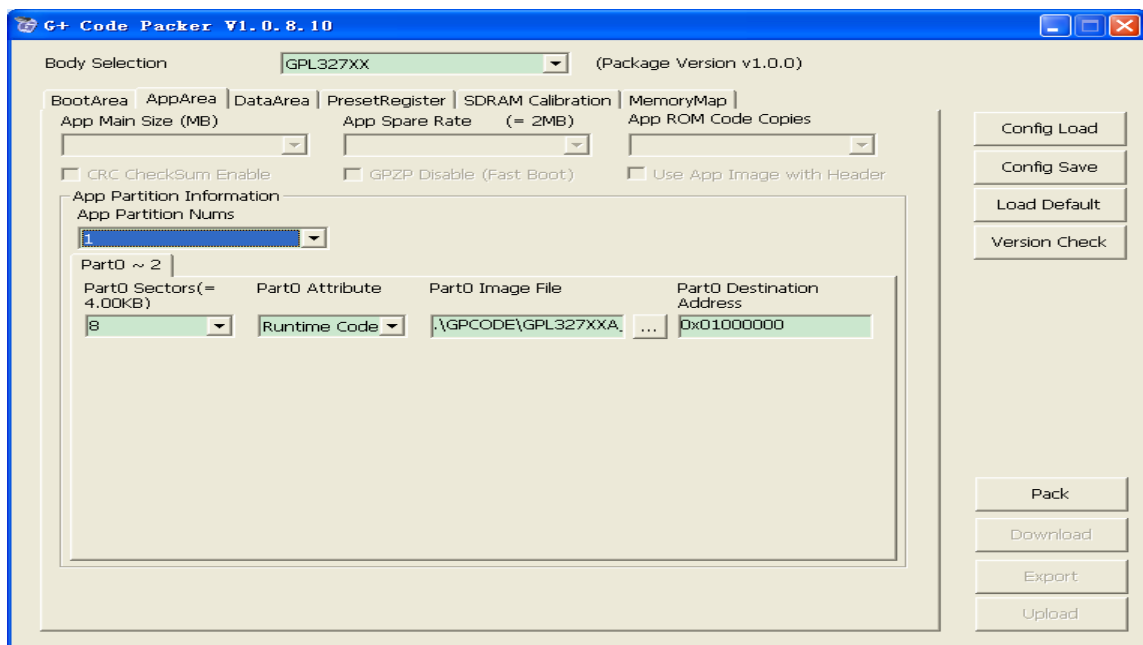 G+ Code Packer V1.0.8.10
Body Selection GPL327XX (Package Version v1.0.0)
BootArea AppArea DataArea PresetRegister SDRAM Calibration MemoryMap
App Main Size (MB) App Spare Rate (= 2MB) App ROM Code Copies
CRC CheckSum Enable GPZP Disable (Fast Boot) Use App Image with Header
App Partition Information
App Partition Nums
1
Part0 ~ 2
Part0 Sectors(= 4.00KB) Part0 Attribute Part0 Image File Part0 Destination Address
8 Runtime Code .\GPCODE\GPL327XXA_ ... 0x01000000
Config Load
Config Save
Load Default
Version Check
Pack
Download
Export
Upload